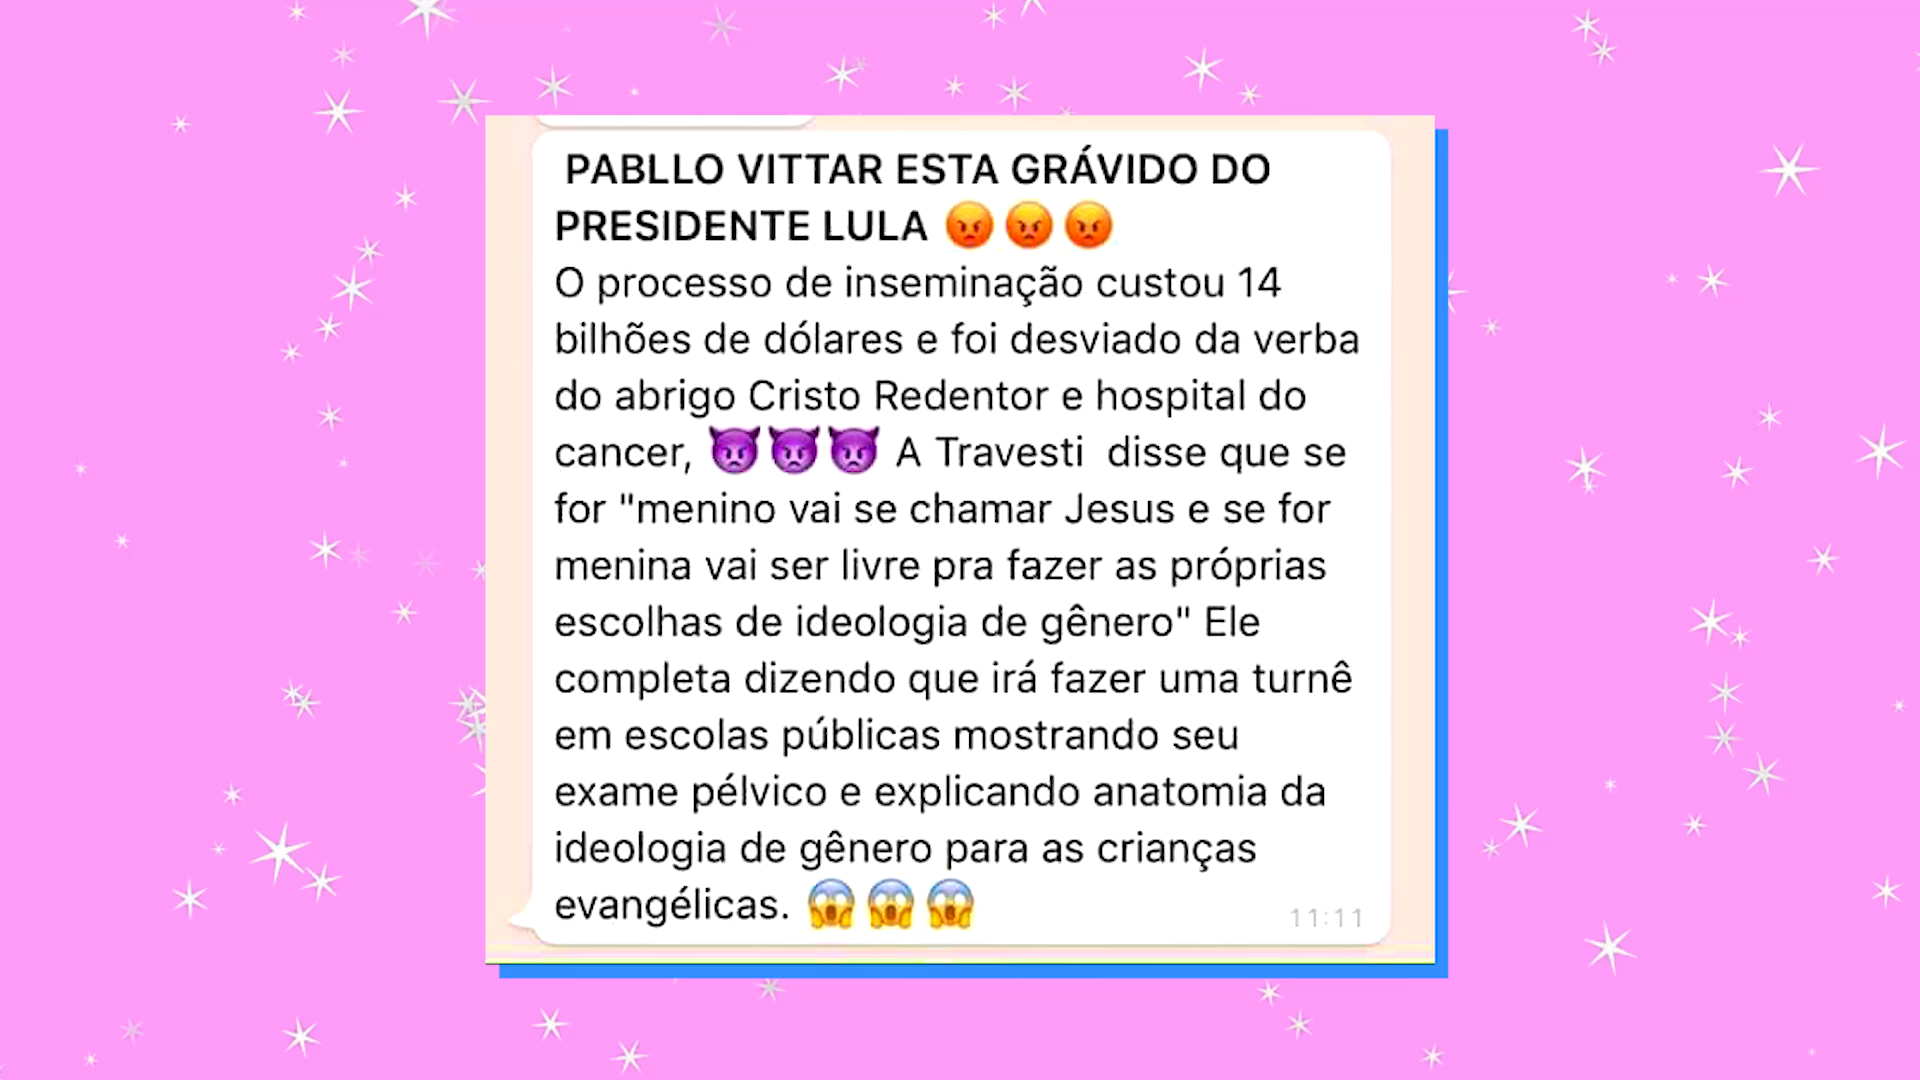 PABLLO VITTAR ESTA GRÁVIDO DO
PRESIDENTE LULA 😡😡😡
O processo de inseminação custou 14
bilhões de dólares e foi desviado da verba
do abrigo Cristo Redentor e hospital do
cancer, 👿👿👿 A Travesti disse que se
for "menino vai se chamar Jesus e se for
menina vai ser livre pra fazer as próprias
escolhas de ideologia de gênero" Ele
completa dizendo que irá fazer uma turnê
em escolas públicas mostrando seu
exame pélvico e explicando anatomia da
ideologia de gênero para as crianças
evangélicas. 😱😱😱
11:11